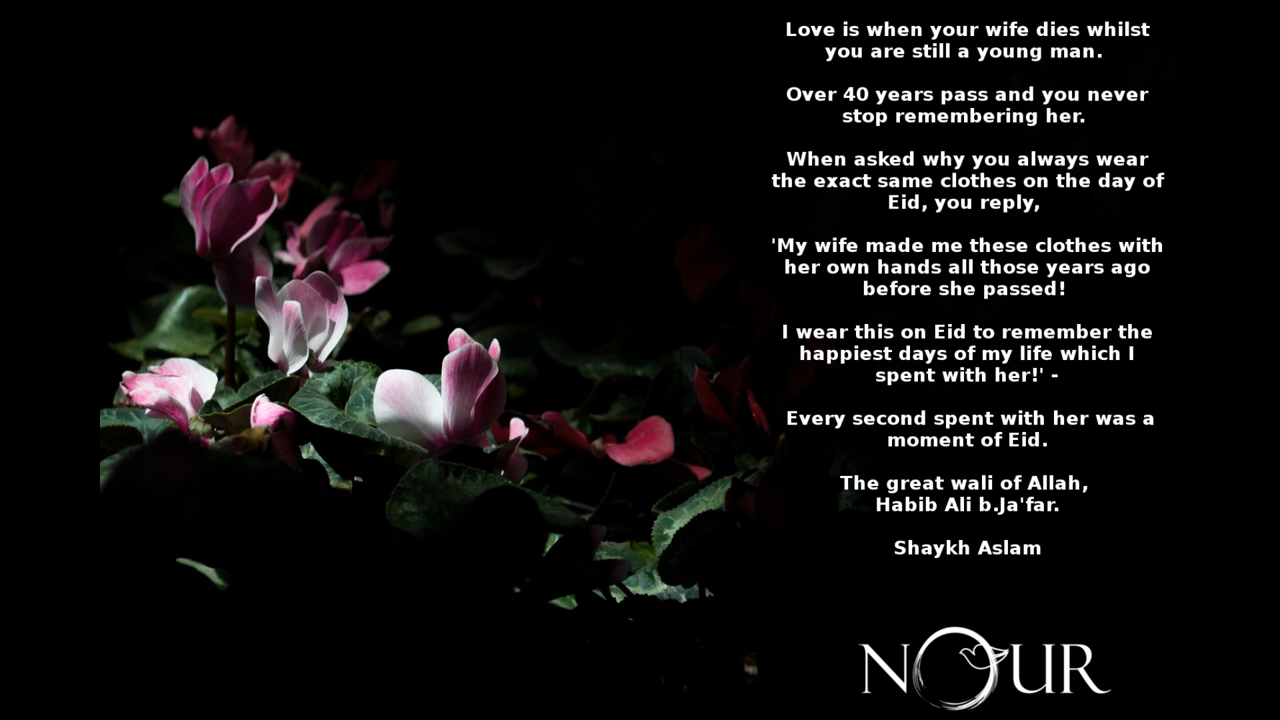 Love is when your wife dies whilst
you are still a young man.
Over 40 years pass and you never
stop remembering her.
When asked why you always wear
the exact same clothes on the day of
Eid, you reply,
'My wife made me these clothes with
her own hands all those years ago
before she passed!
I wear this on Eid to remember the
happiest days of my life which I
spent with her!' -
Every second spent with her was a
moment of Eid.
The great wali of Allah,
Habib Ali b.Ja'far.
Shaykh Aslam
NOUR